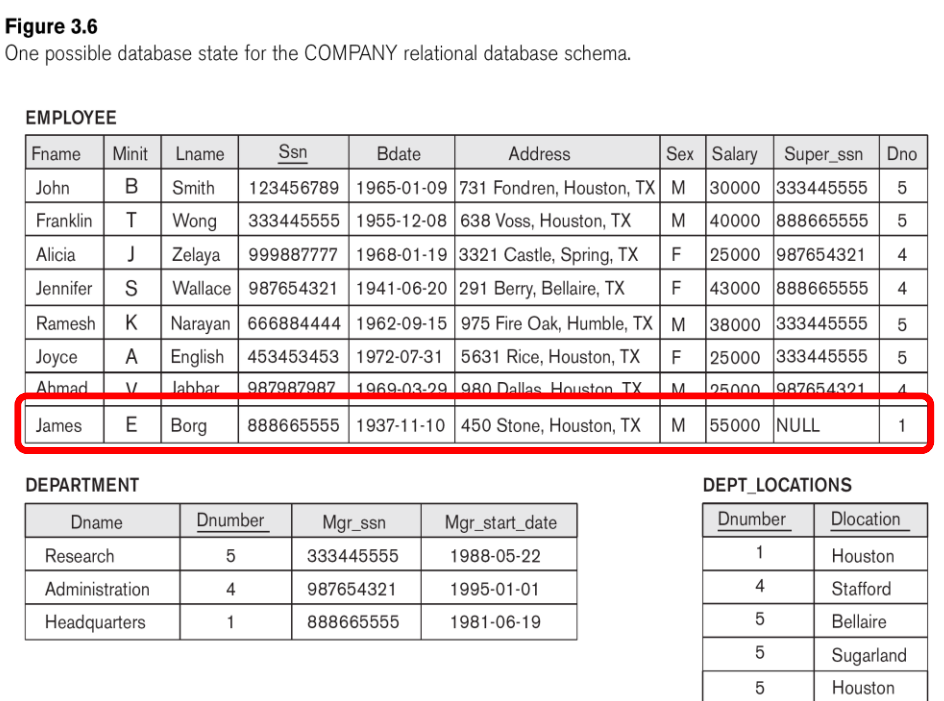 Figure 3.6
One possible database state for the COMPANY relational database schema.
EMPLOYEE
Fname Minit Lname Ssn Bdate Address Sex Salary Super_ssn Dno
John B Smith 123456789 1965-01-09 731 Fondren, Houston, TX M 30000 333445555 5
Franklin T Wong 333445555 1955-12-08 638 Voss, Houston, TX M 40000 888665555 5
Alicia J Zelaya 999887777 1968-01-19 3321 Castle, Spring, TX F 25000 987654321 4
Jennifer S Wallace 987654321 1941-06-20 291 Berry, Bellaire, TX F 43000 888665555 4
Ramesh K Narayan 666884444 1962-09-15 975 Fire Oak, Humble, TX M 38000 333445555 5
Joyce A English 453453453 1972-07-31 5631 Rice, Houston, TX F 25000 333445555 5
Ahmad V Jabbar 987987987 1969-03-29 980 Dallas, Houston, TX M 25000 987654321 4
James E Borg 888665555 1937-11-10 450 Stone, Houston, TX M 55000 NULL 1
DEPARTMENT
Dname Dnumber Mgr_ssn Mgr_start_date
Research 5 333445555 1988-05-22
Administration 4 987654321 1995-01-01
Headquarters 1 888665555 1981-06-19
DEPT_LOCATIONS
Dnumber Dlocation
1 Houston
4 Stafford
5 Bellaire
5 Sugarland
5 Houston